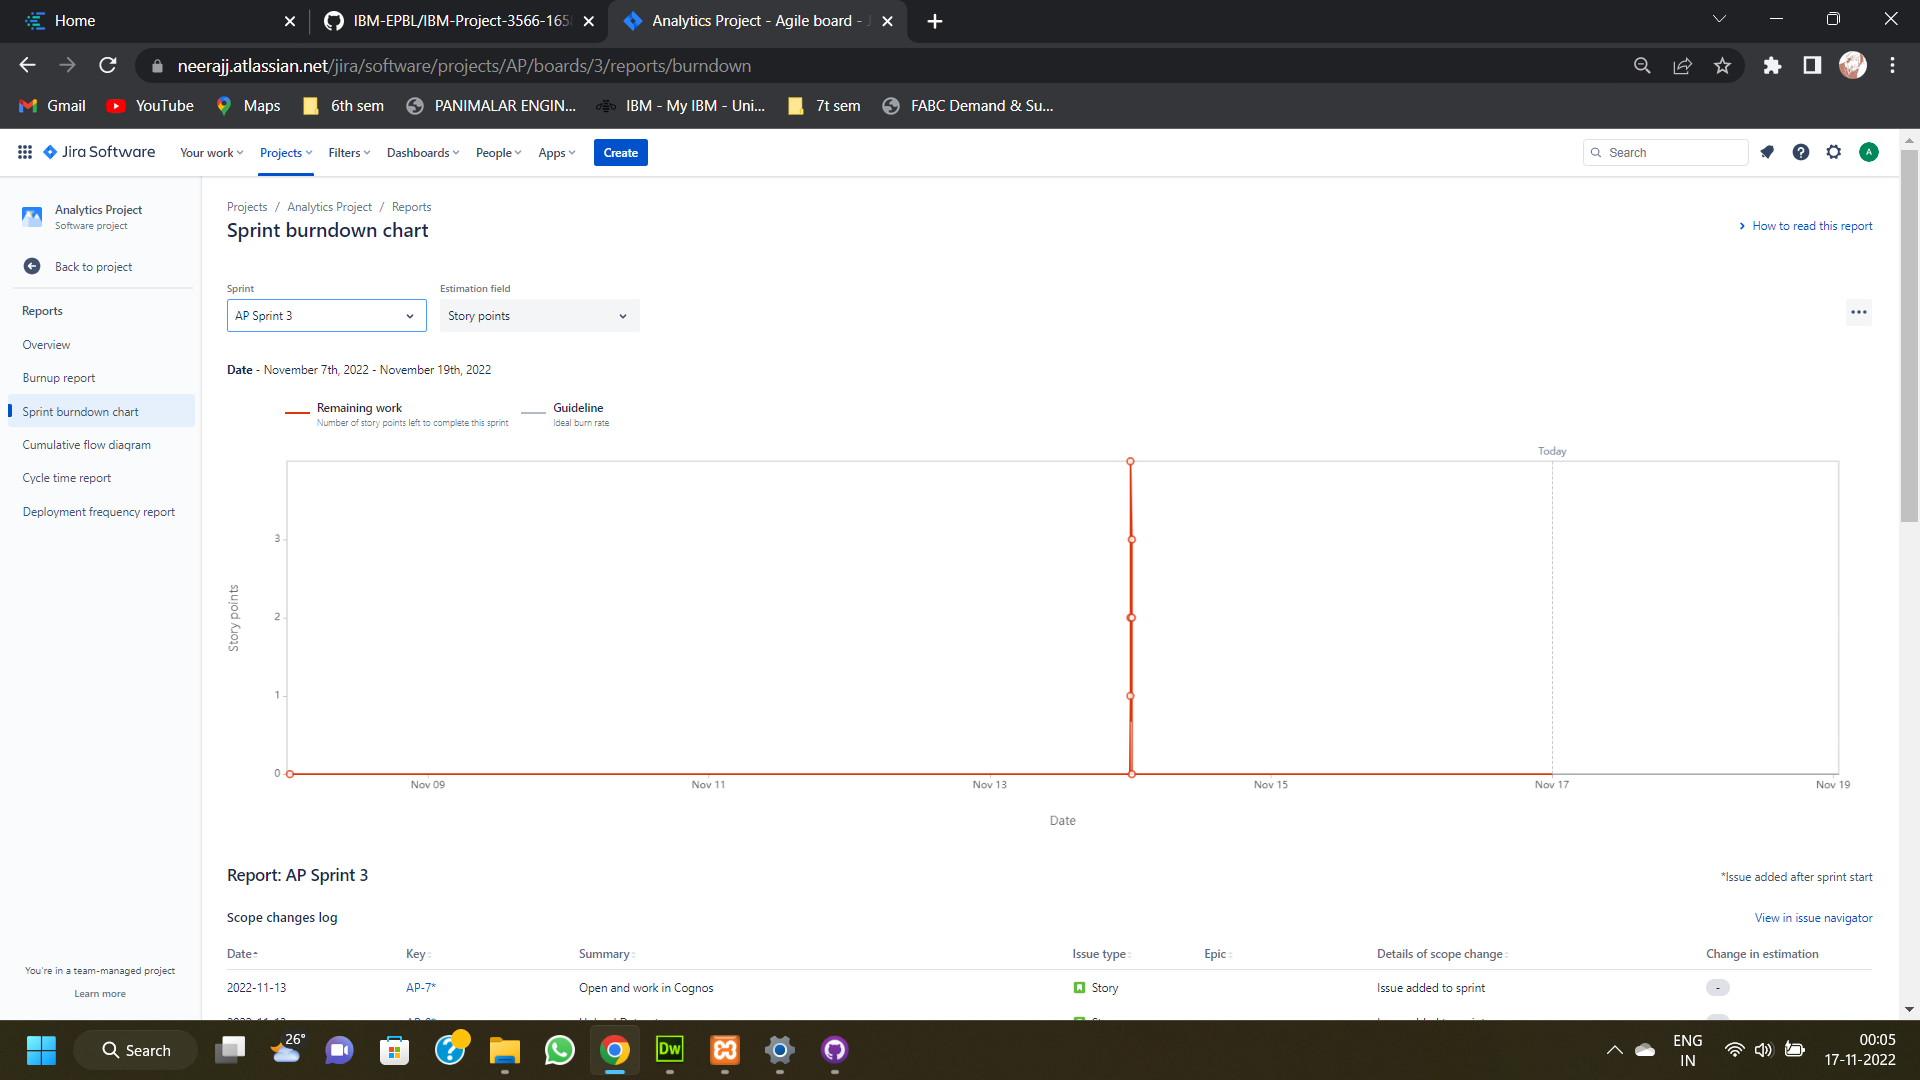 Home
IBM-EPBL/IBM-Project-3566-165
Analytics Project - Agile board - J
neerajj.atlassian.net/jira/software/projects/AP/boards/3/reports/burndown
Gmail
YouTube
Maps
6th sem
PANIMALAR ENGIN...
IBM - My IBM - Uni...
7t sem
FABC Demand & Su...
Jira Software
Your work
Projects
Filters
Dashboards
People
Apps
Create
Search
A
Analytics Project
Software project
Back to project
Reports
Overview
Burnup report
Sprint burndown chart
Cumulative flow diagram
Cycle time report
Deployment frequency report
You're in a team-managed project
Learn more
Projects / Analytics Project / Reports
Sprint burndown chart
How to read this report
Sprint
Estimation field
AP Sprint 3
Story points
Date - November 7th, 2022 - November 19th, 2022
Remaining work
Number of story points left to complete this sprint
Guideline
Ideal burn rate
Today
3
2
1
0
Story points
Nov 09
Nov 11
Nov 13
Nov 15
Nov 17
Nov 19
Date
Report: AP Sprint 3
*Issue added after sprint start
Scope changes log
View in issue navigator
Date Key Summary Issue type Epic Details of scope change Change in estimation
2022-11-13 AP-7* Open and work in Cognos Story Issue added to sprint -
Search
26°
Dw
ENG
IN
00:05
17-11-2022